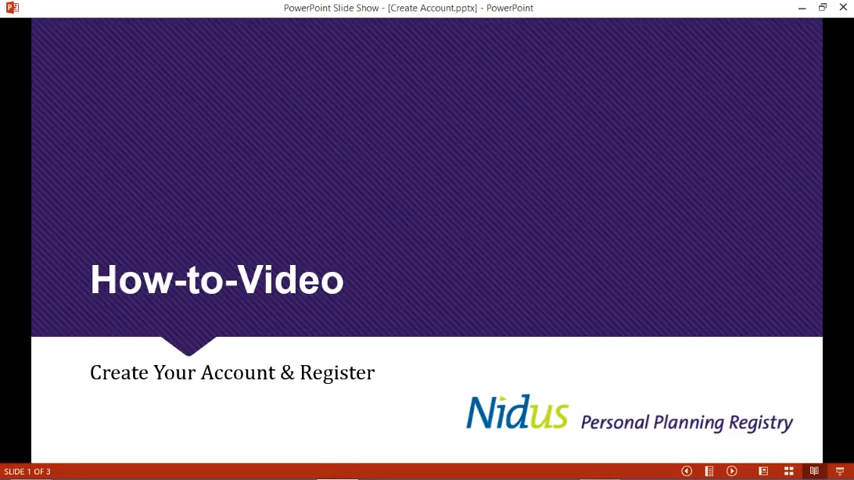 PowerPoint Slide Show - [Create Account.pptx] - PowerPoint
How-to-Video
Create Your Account & Register
Nidus Personal Planning Registry
SLIDE 1 OF 3